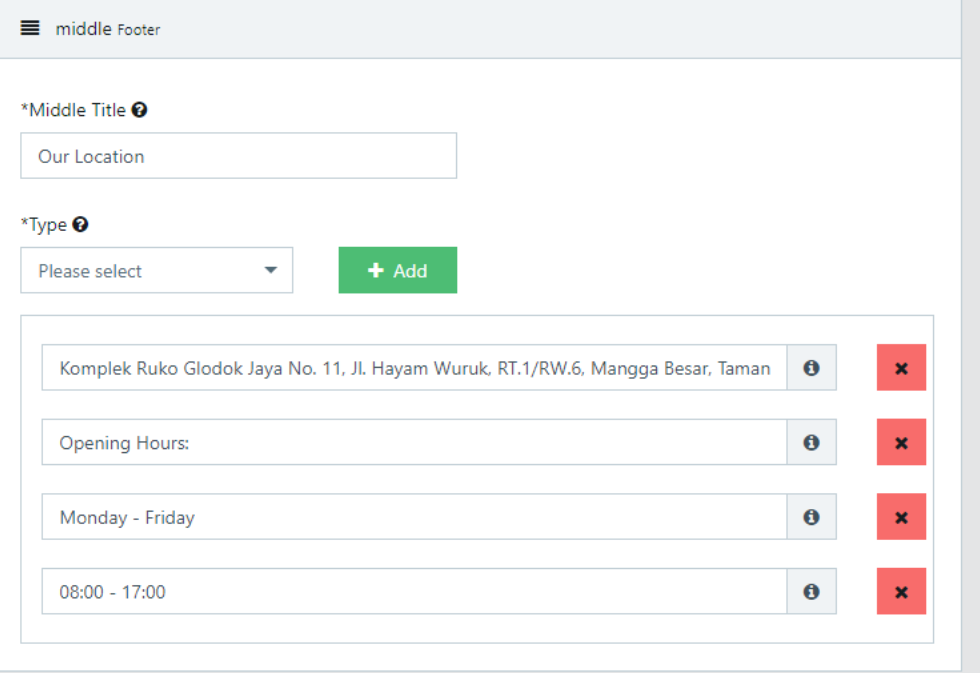 middle Footer
*Middle Title
Our Location
*Type
Please select
Add
Komplek Ruko Glodok Jaya No. 11, Jl. Hayam Wuruk, RT.1/RW.6, Mangga Besar, Taman
Opening Hours:
Monday - Friday
08:00 - 17:00